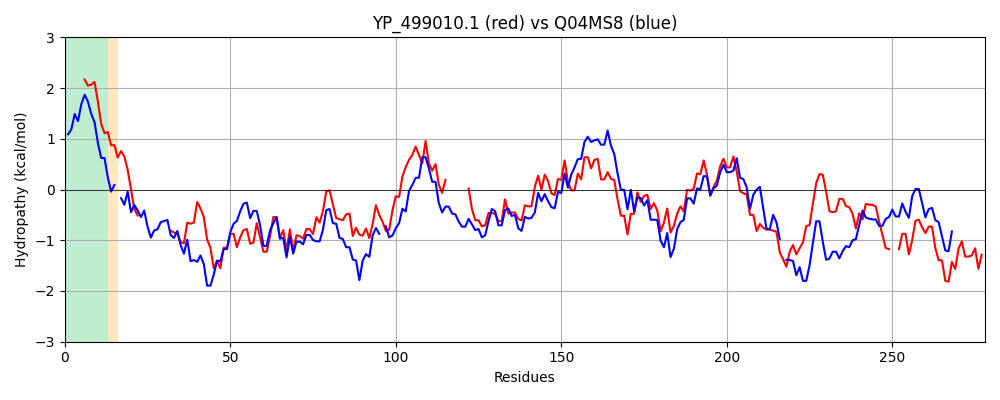 YP_499010.1 (red) vs Q04MS8 (blue)
Hydropathy (kcal/mol)
3
2
1
0
−1
−2
−3
0 50 100 150 200 250
Residues